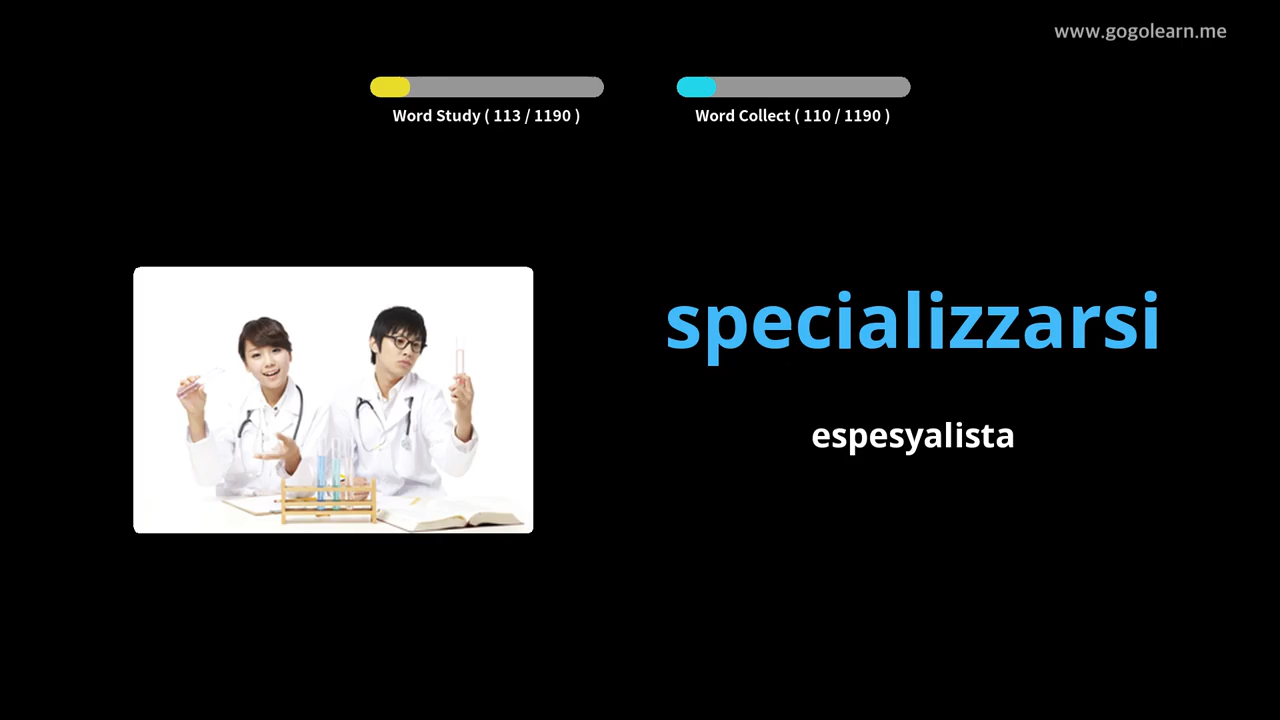 www.gogolearn.me
Word Study ( 113 / 1190 )
Word Collect ( 110 / 1190 )
specializzarsi
espesyalista